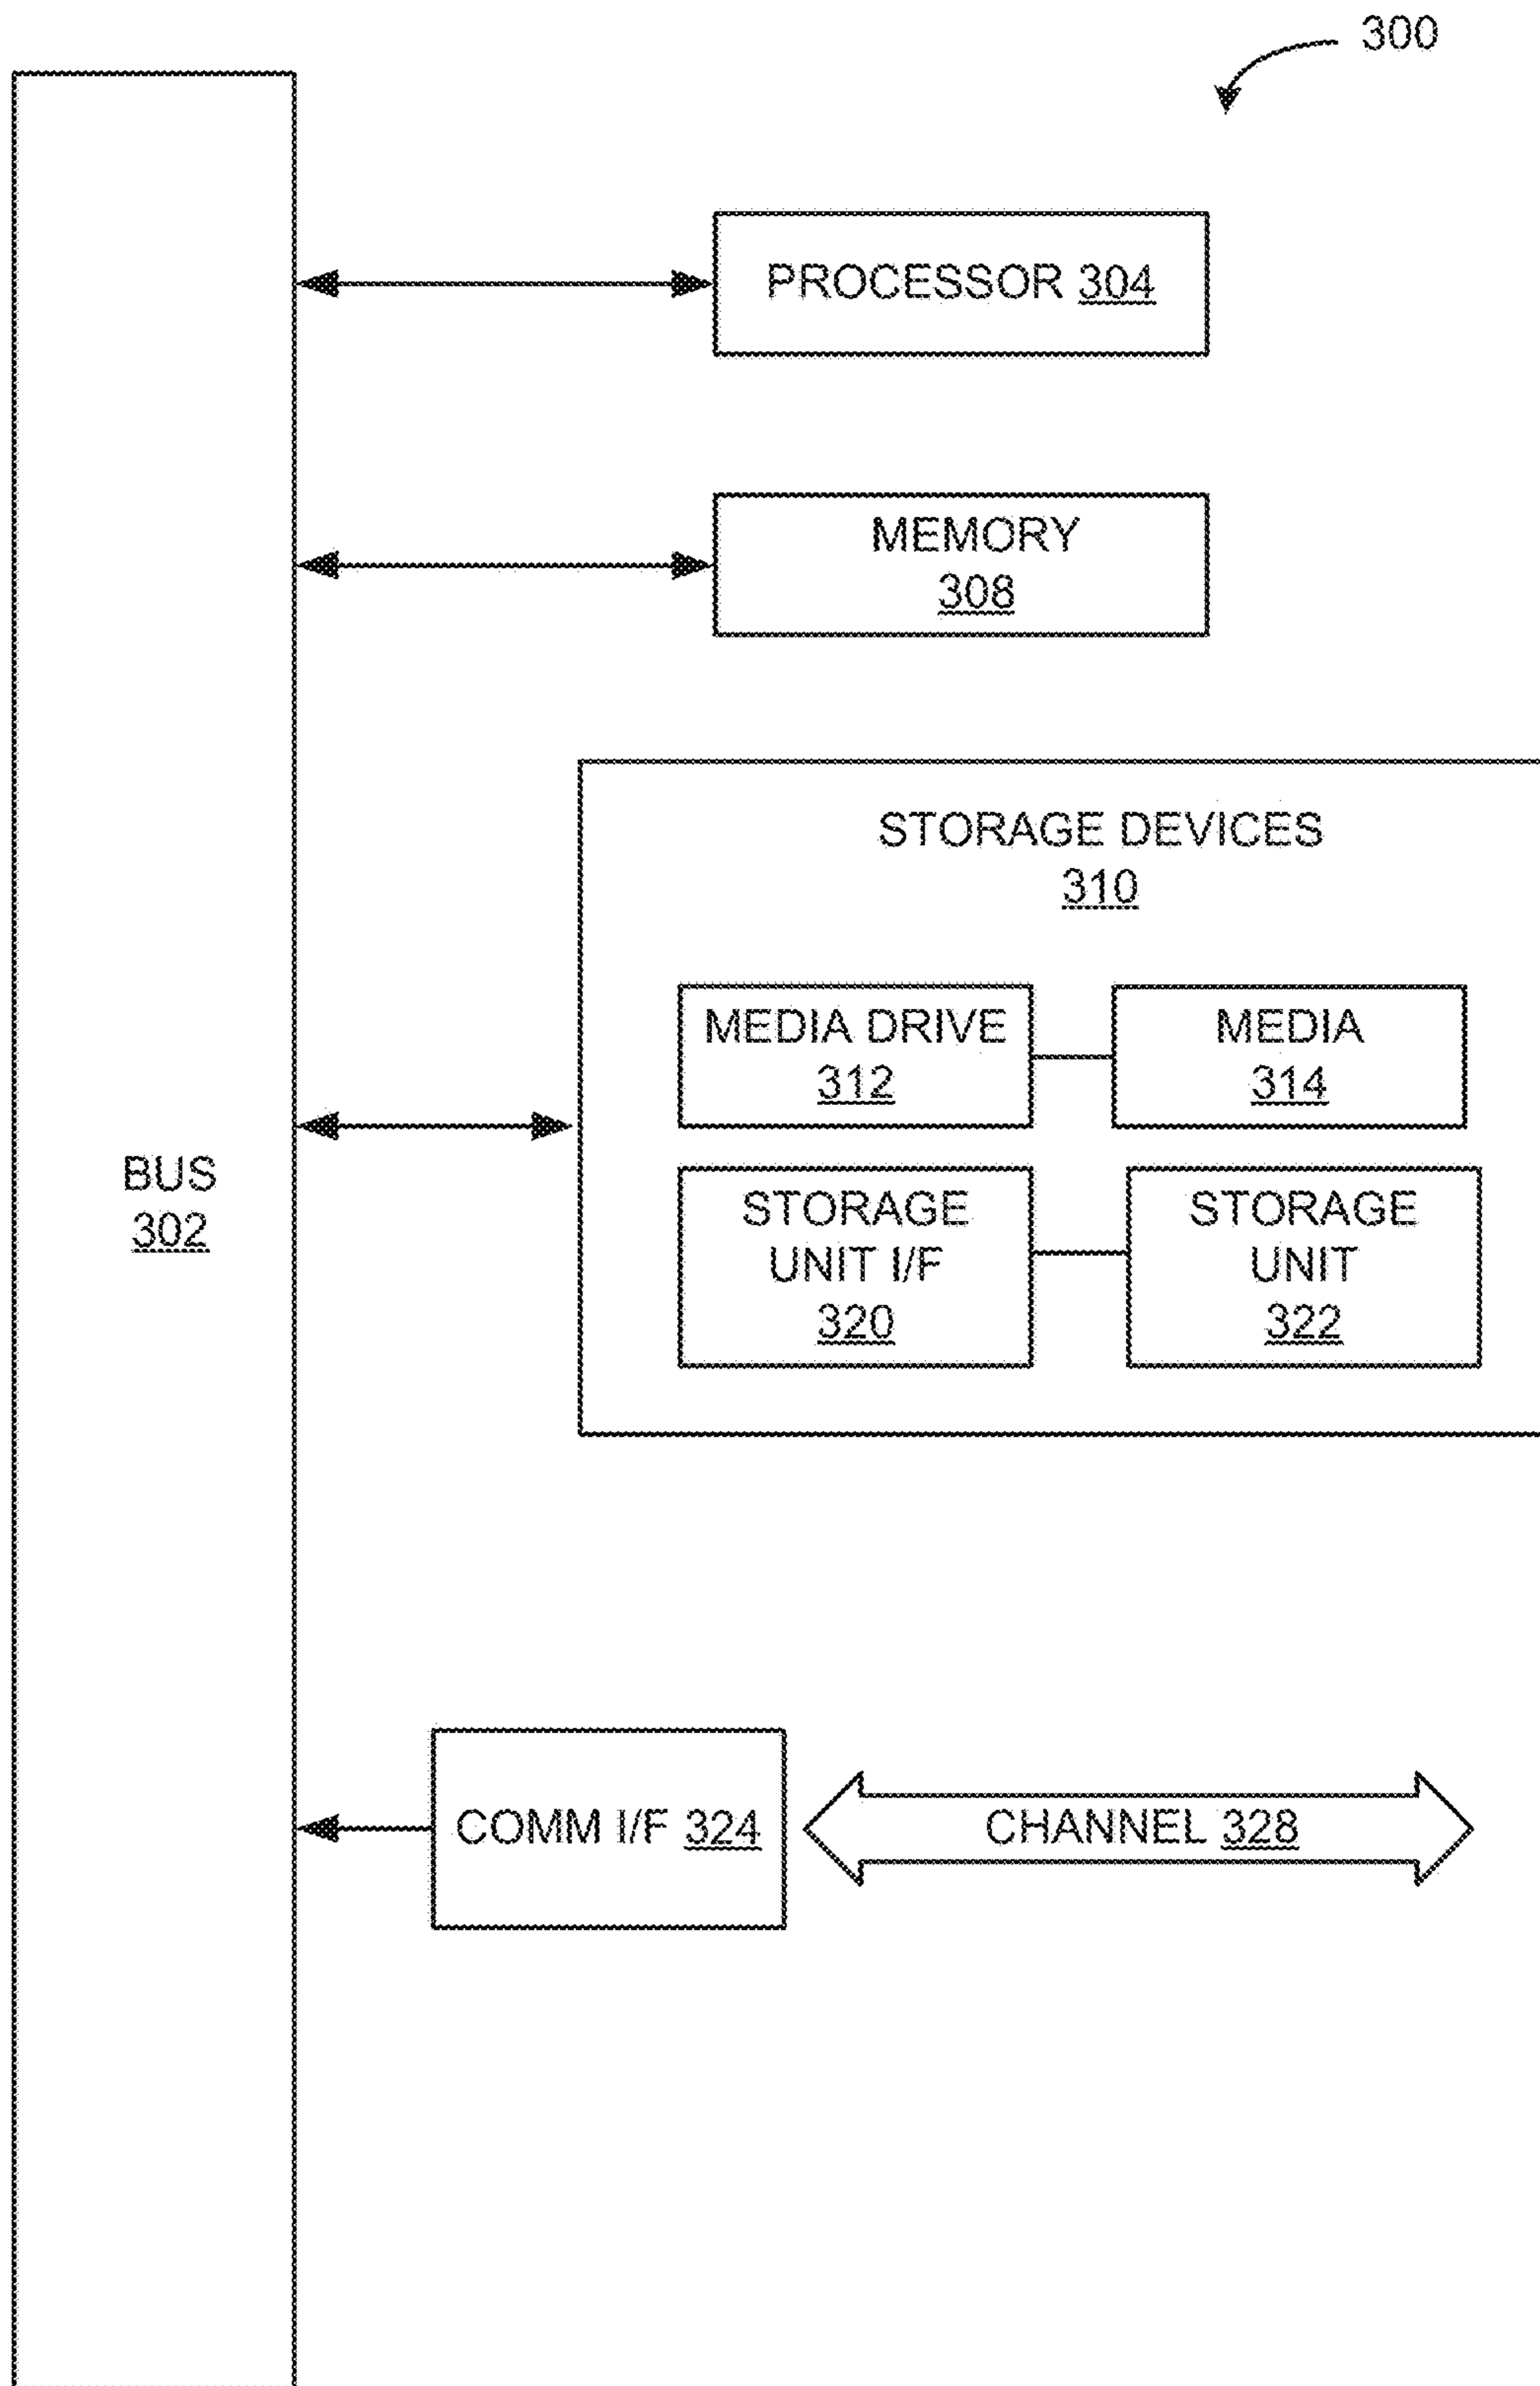 300
PROCESSOR 304
MEMORY
308
STORAGE DEVICES
310
MEDIA DRIVE
312
MEDIA
314
BUS
302
STORAGE
UNIT I/F
320
STORAGE
UNIT
322
COMM I/F 324
CHANNEL 328